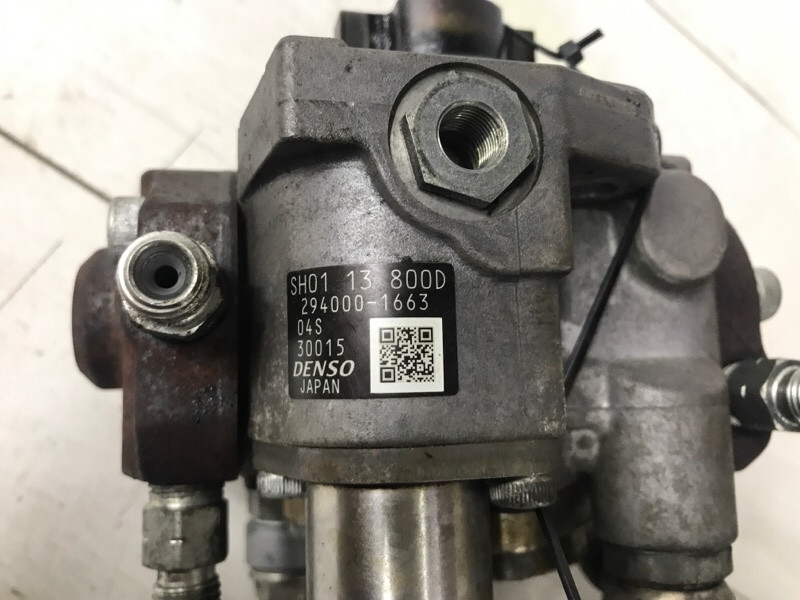 SH01 13 800D
294000-1663
04S
30015
DENSO
JAPAN